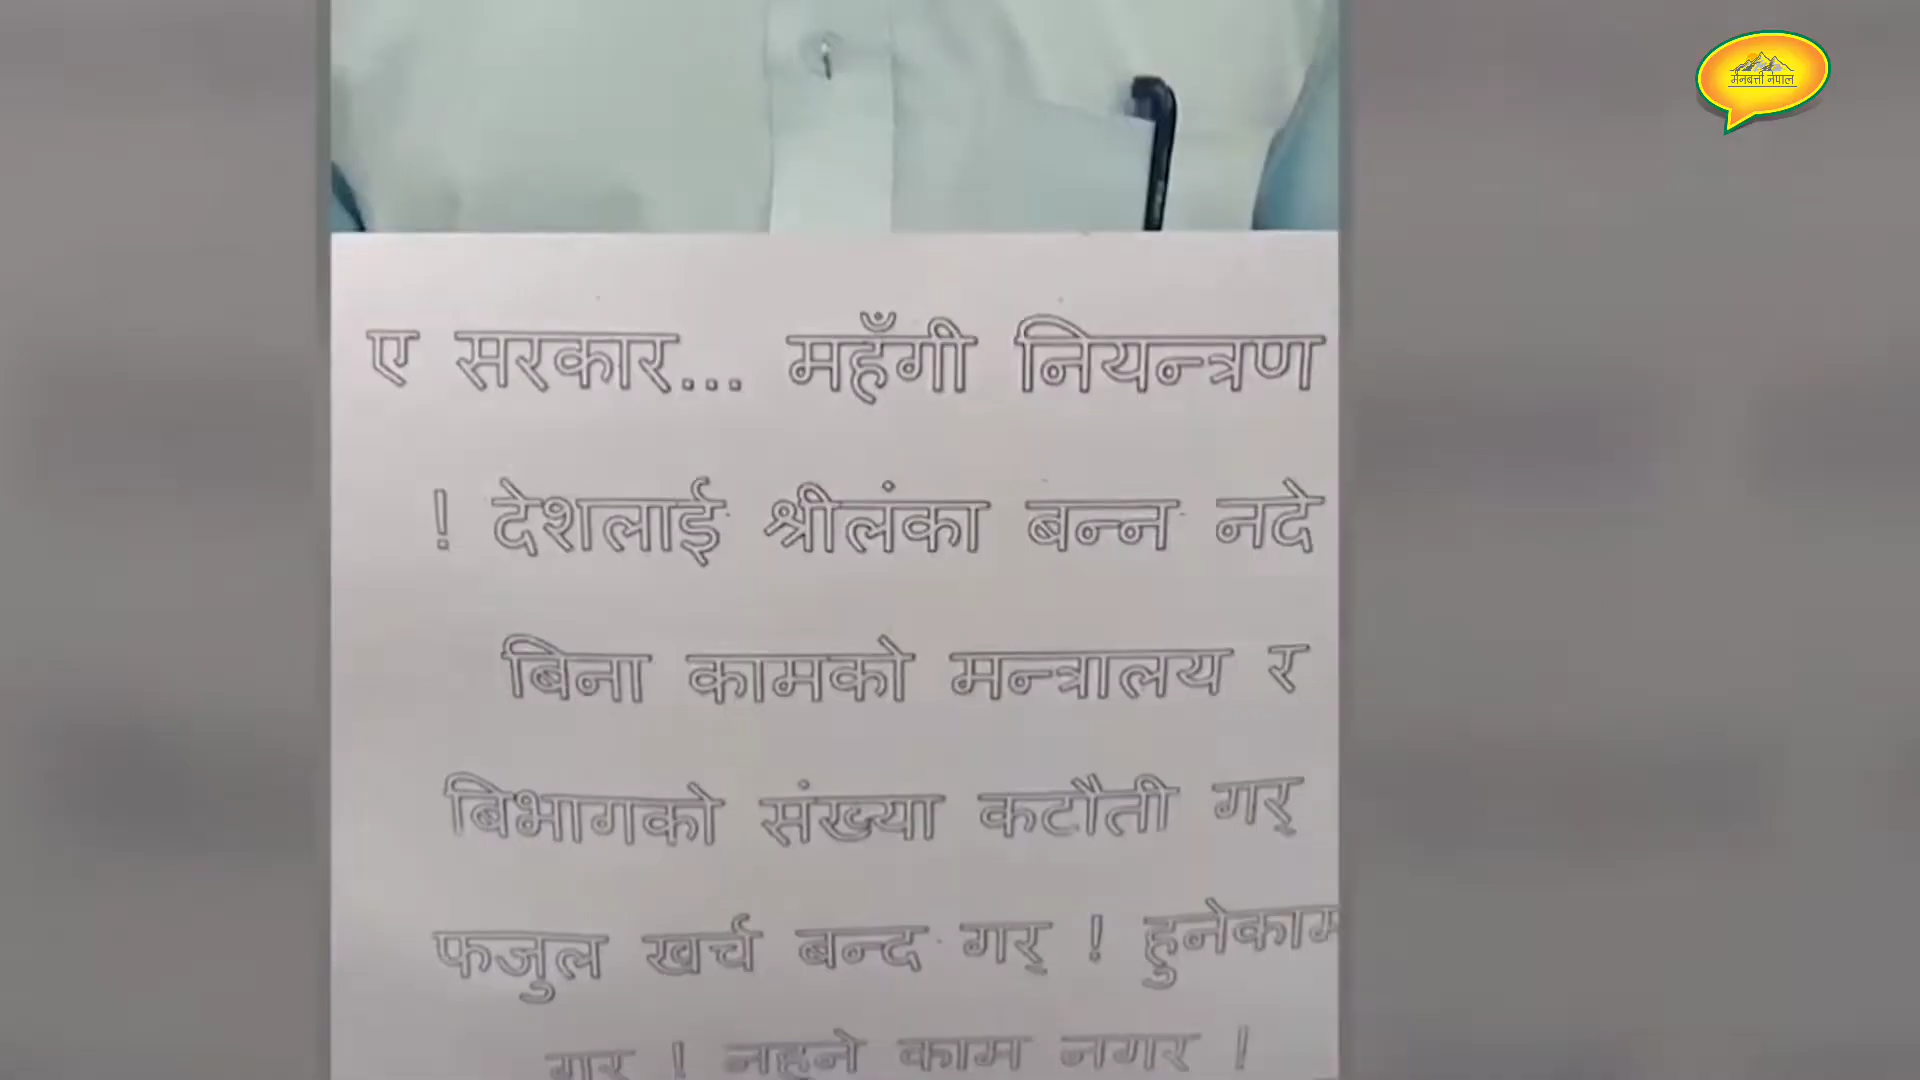 मैनबत्ती नेपाल
ए सरकार... महँगी नियन्त्रण
! देशलाई श्रीलंका बन्न नदे
बिना कामको मन्त्रालय र
बिभागको संख्या कटौती गर्
फजुल खर्च बन्द गर् ! हुनेकाम
गर् ! नहुने काम नगर् !